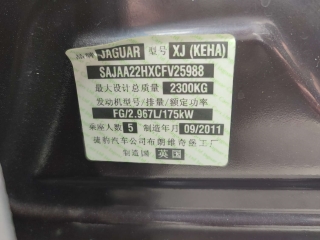 品牌 JAGUAR 型号 XJ (KEHA)
SAJAA22HXCFV25988
最大设计总质量 2300KG
发动机型号/排量/额定功率
FG/2.967L/175kW
乘座人数 5 制造年月 09/2011
捷豹汽车公司布朗维奇堡工厂
制造国 英国